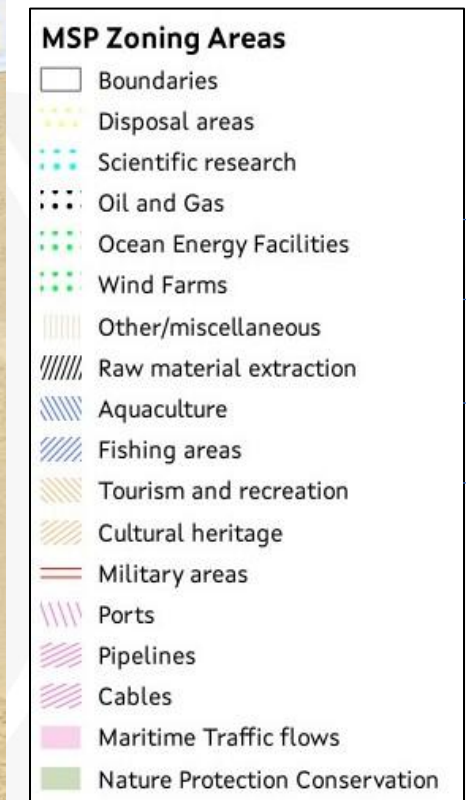 MSP Zoning Areas
Boundaries
Disposal areas
Scientific research
Oil and Gas
Ocean Energy Facilities
Wind Farms
Other/miscellaneous
Raw material extraction
Aquaculture
Fishing areas
Tourism and recreation
Cultural heritage
Military areas
Ports
Pipelines
Cables
Maritime Traffic flows
Nature Protection Conservation